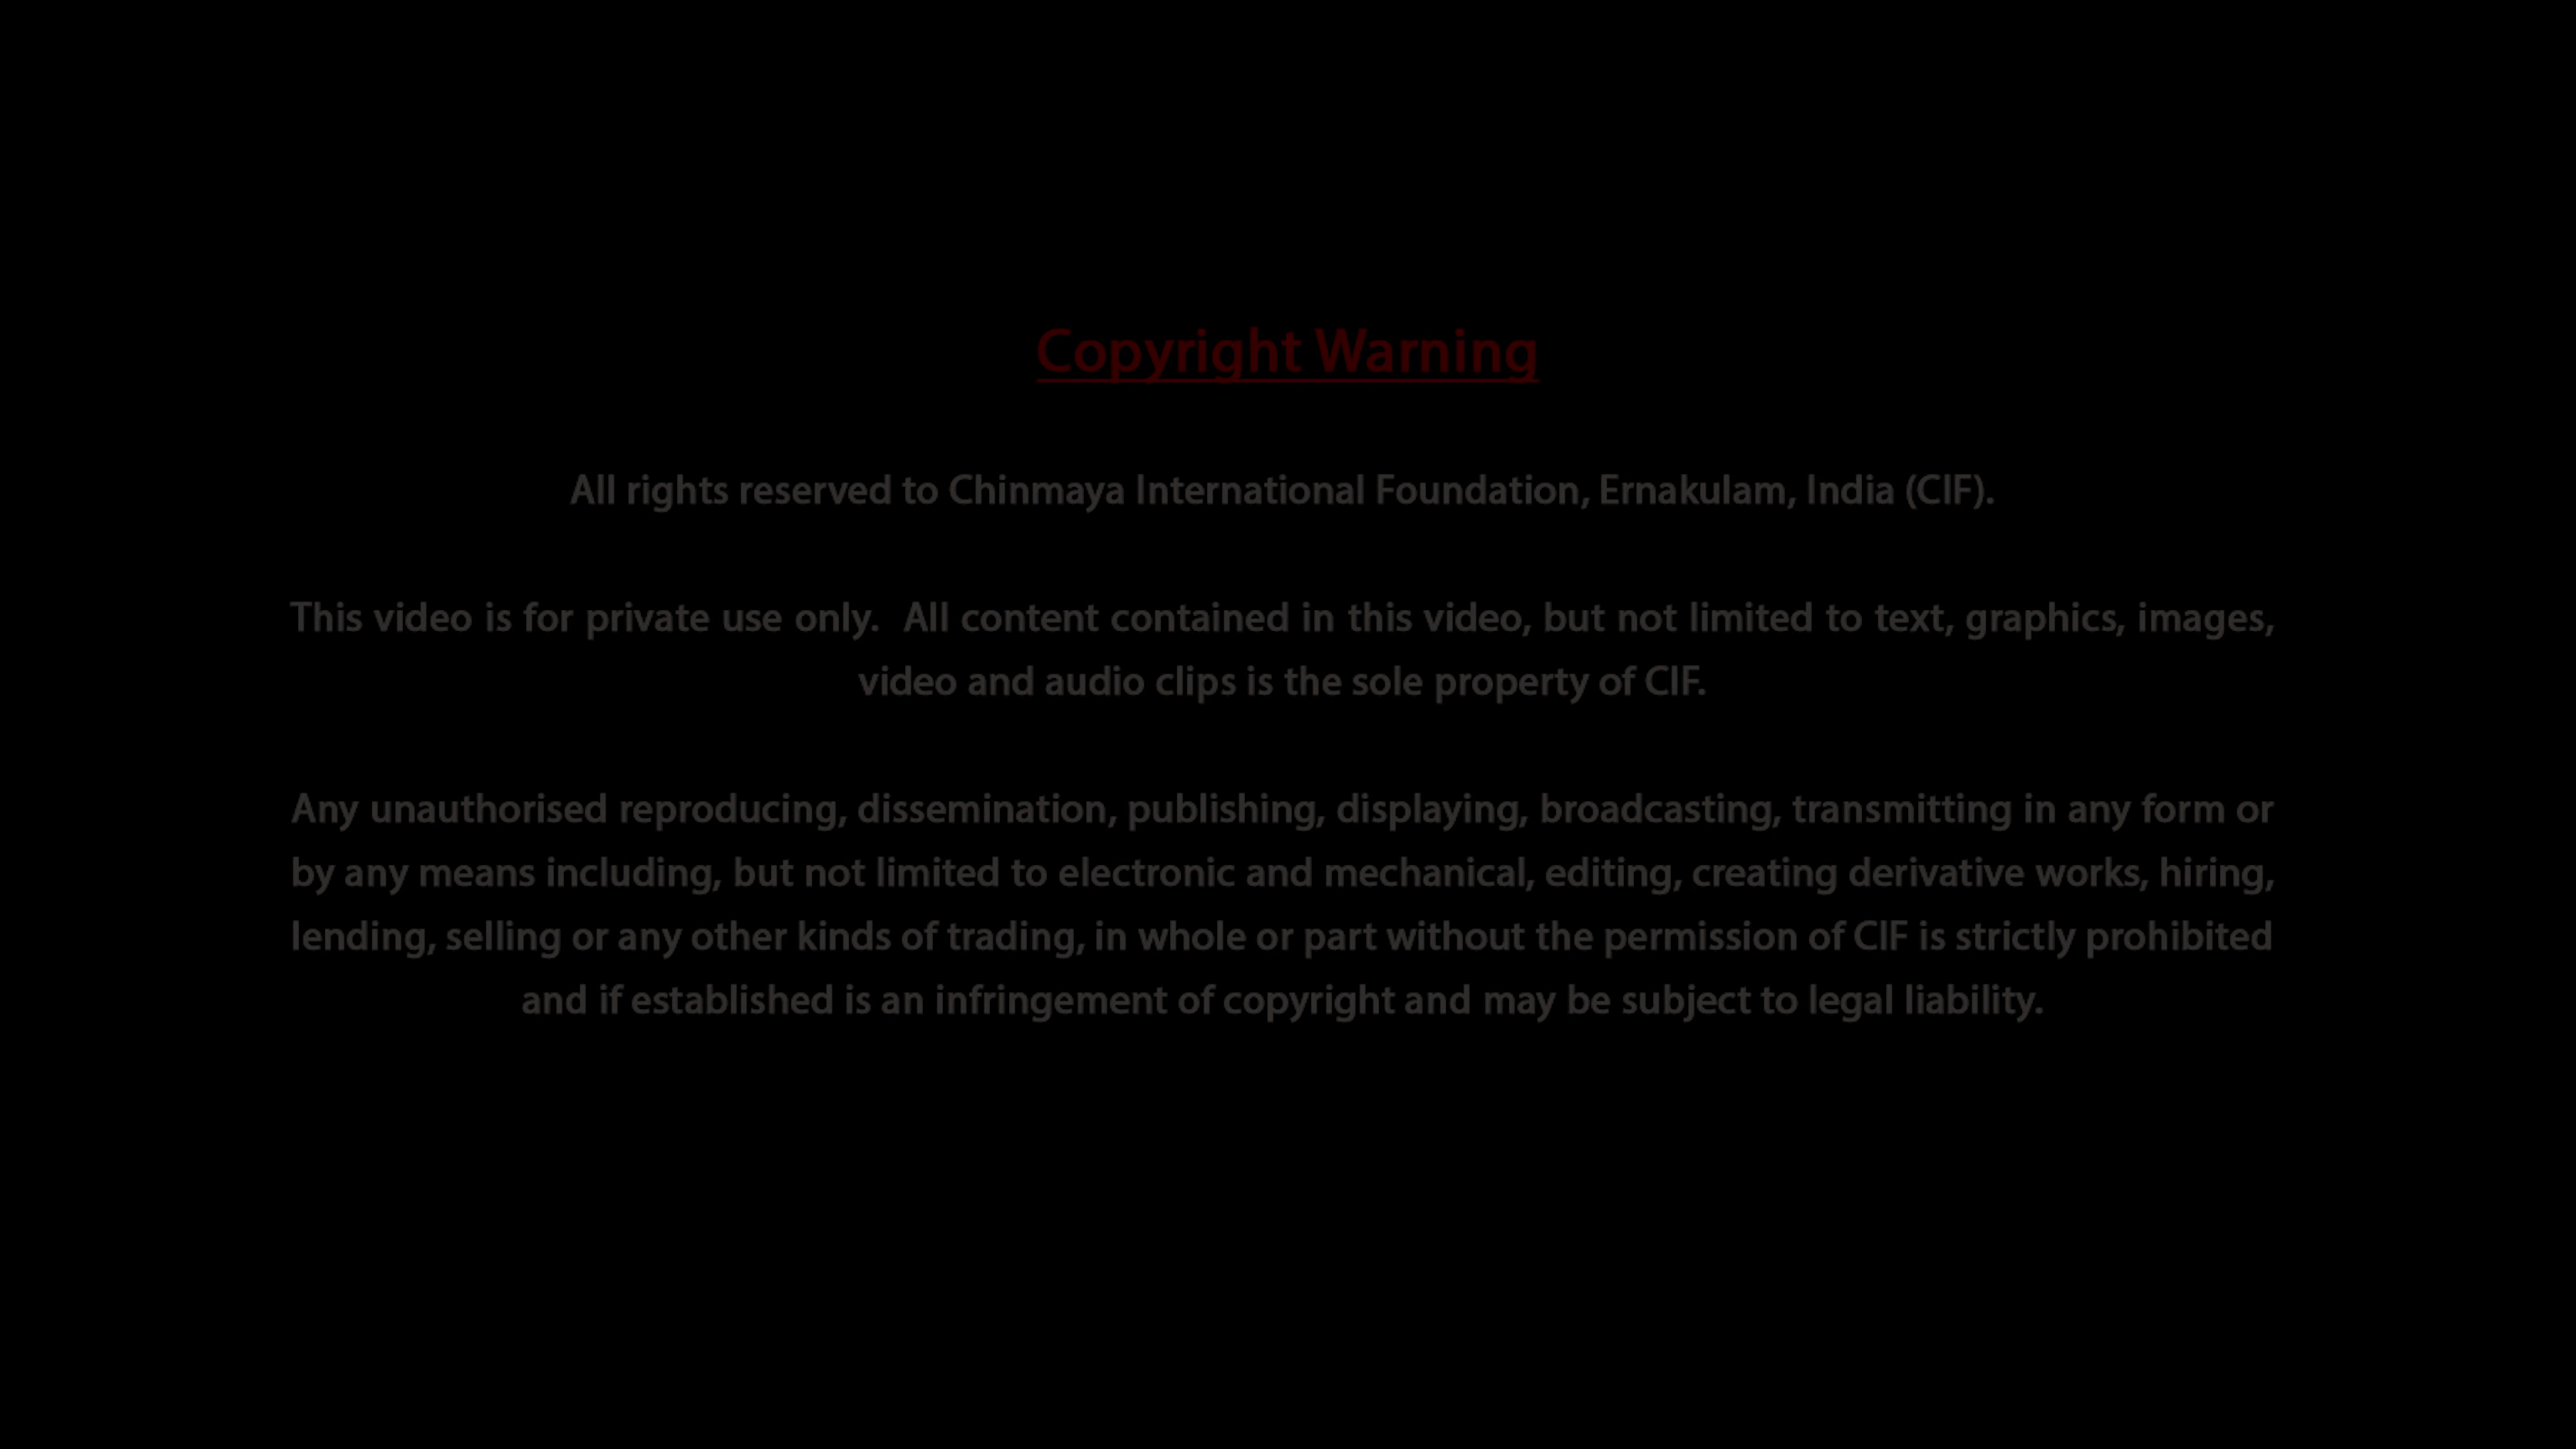 Copyright Warning
All rights reserved to Chinmaya International Foundation, Ernakulam, India (CIF).
This video is for private use only.  All content contained in this video, but not limited to text, graphics, images,
video and audio clips is the sole property of CIF.
Any unauthorised reproducing, dissemination, publishing, displaying, broadcasting, transmitting in any form or
by any means including, but not limited to electronic and mechanical, editing, creating derivative works, hiring,
lending, selling or any other kinds of trading, in whole or part without the permission of CIF is strictly prohibited
and if established is an infringement of copyright and may be subject to legal liability.